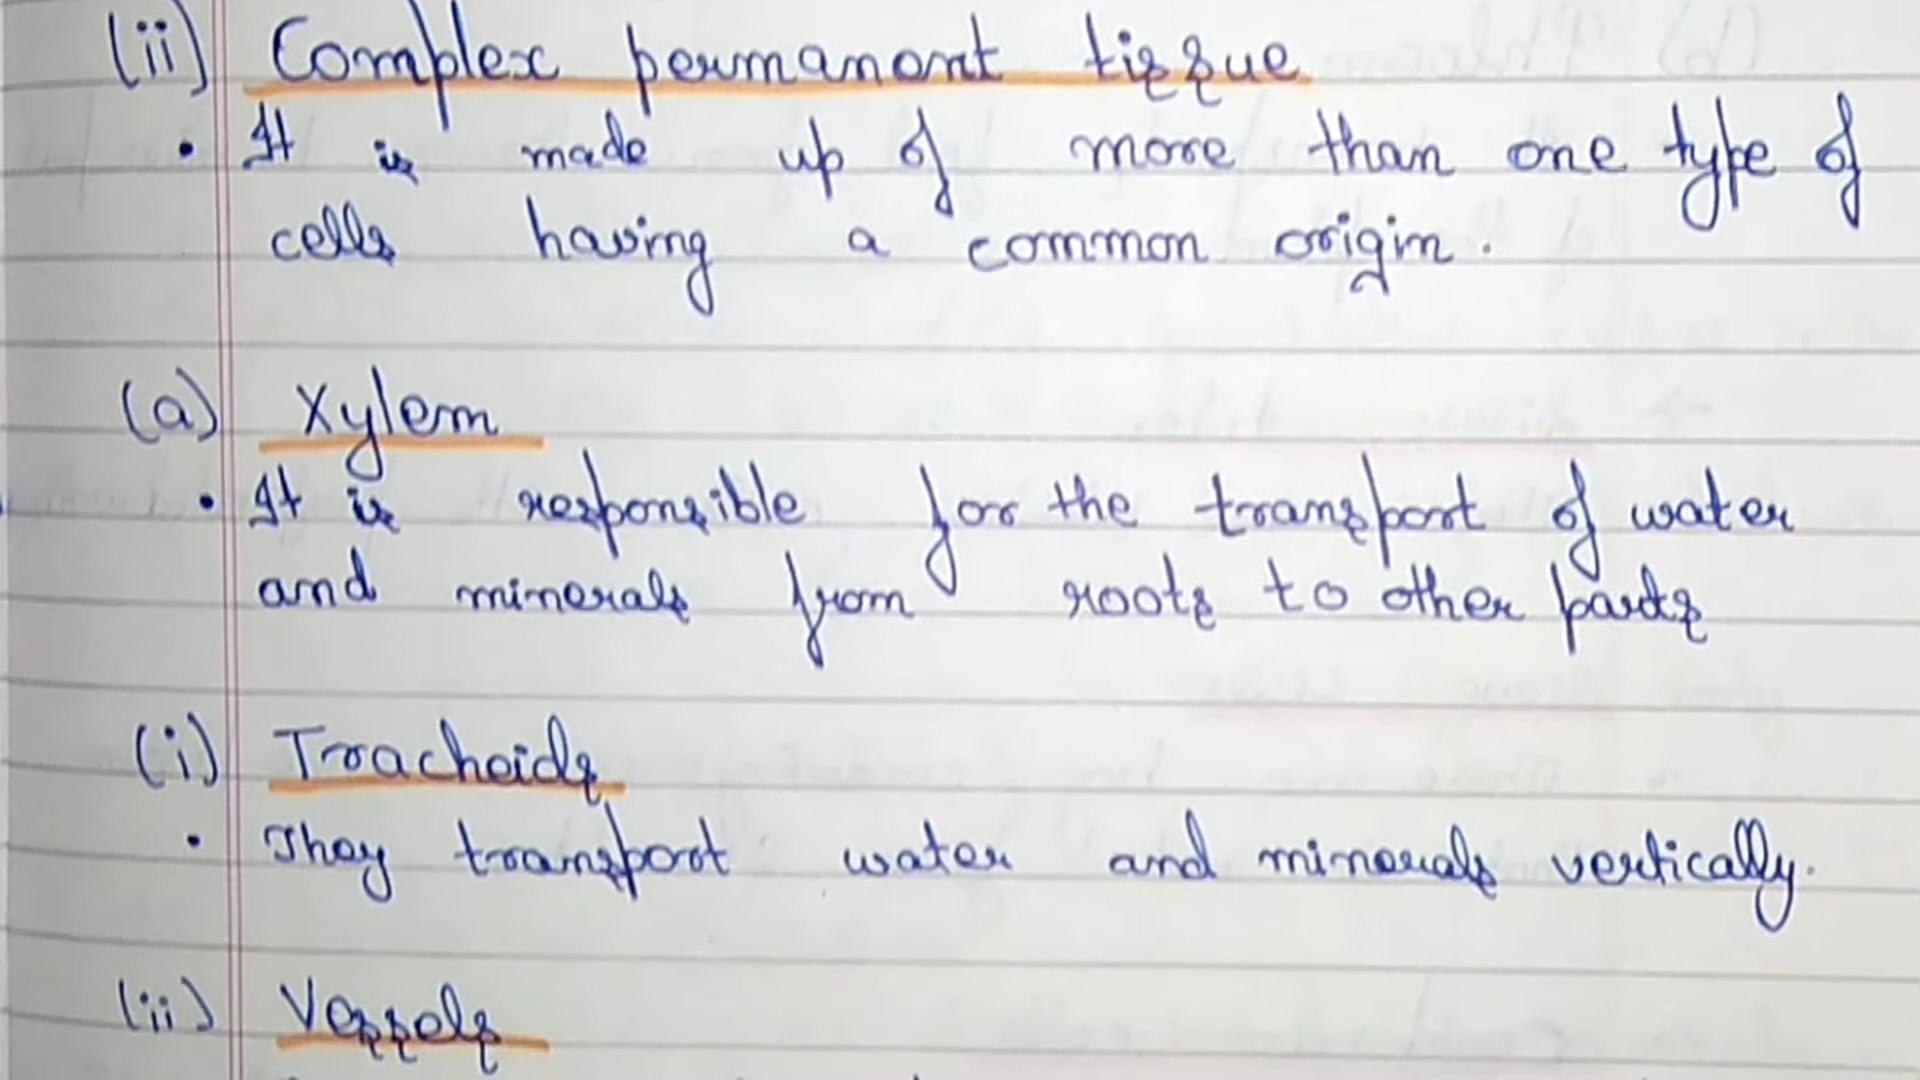 (ii) Complex permanant tissue
• It is made up of more than one type of
cells having a common origin.
(a) Xylem
• It is responsible for the transport of water
and minerals from roots to other parts
(i) Tracheids
• They transport water and minerals vertically.
(ii) Vessels